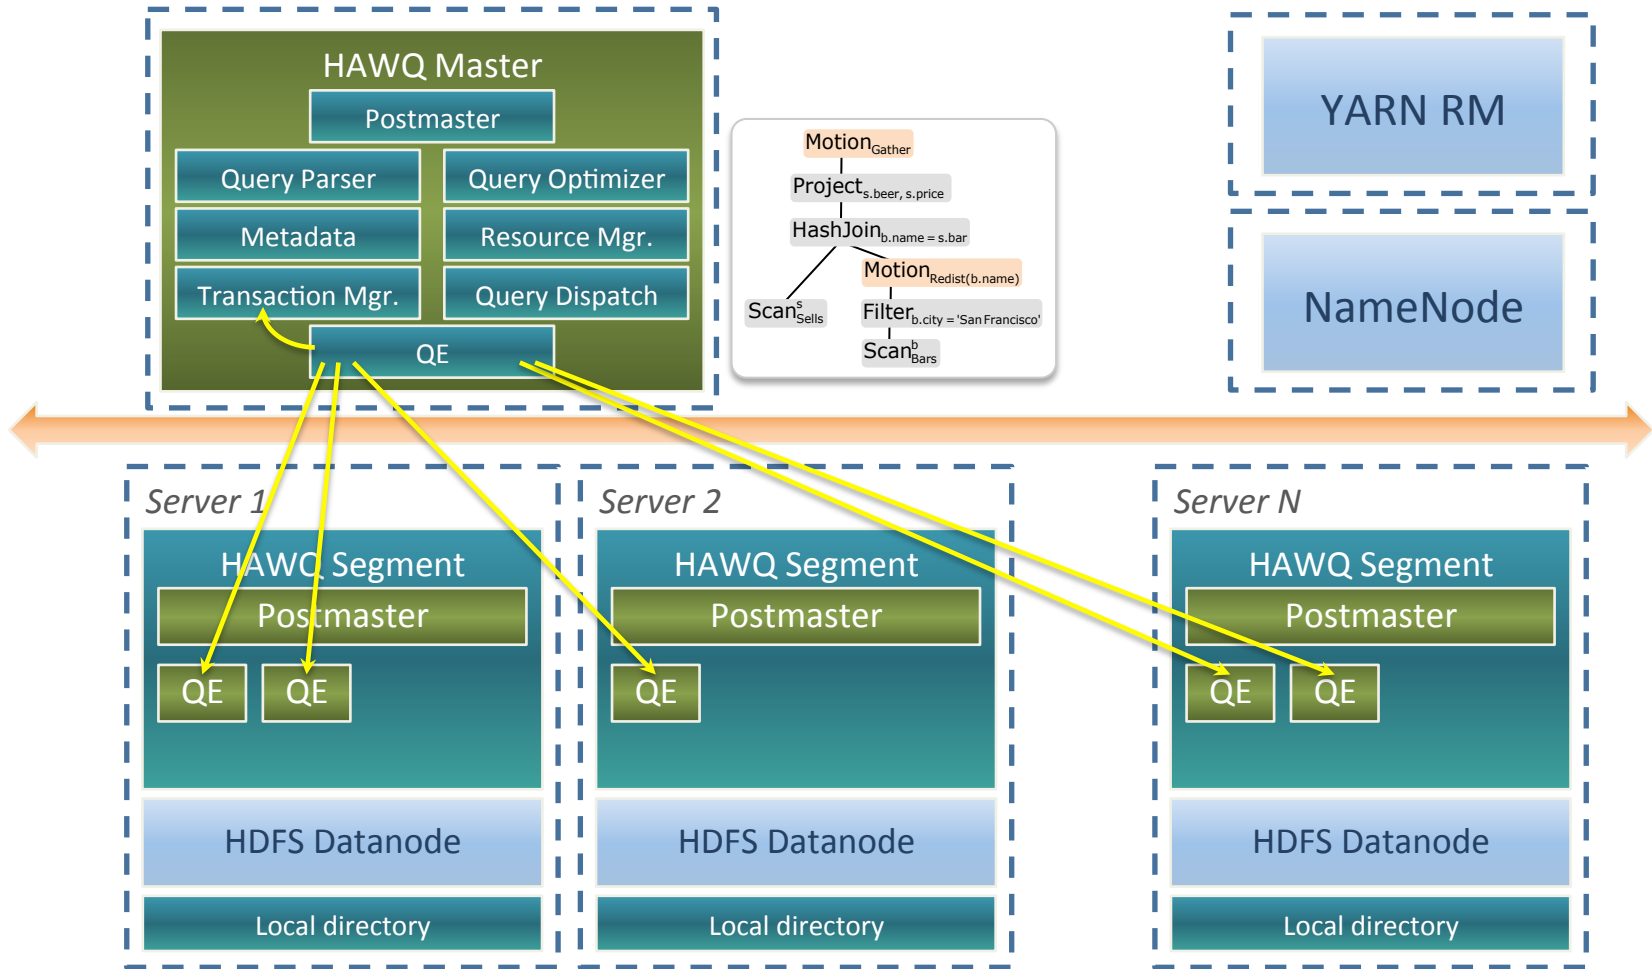 HAWQ Master
Postmaster
Query Parser
Query Optimizer
Metadata
Resource Mgr.
Transaction Mgr.
Query Dispatch
QE
MotionGather
Projects.beer, s.price
HashJoinb.name = s.bar
MotionRedist(b.name)
ScansSells
Filterb.city = 'San Francisco'
ScanbBars
YARN RM
NameNode
Server 1
HAWQ Segment
Postmaster
QE
QE
HDFS Datanode
Local directory
Server 2
HAWQ Segment
Postmaster
QE
HDFS Datanode
Local directory
Server N
HAWQ Segment
Postmaster
QE
QE
HDFS Datanode
Local directory